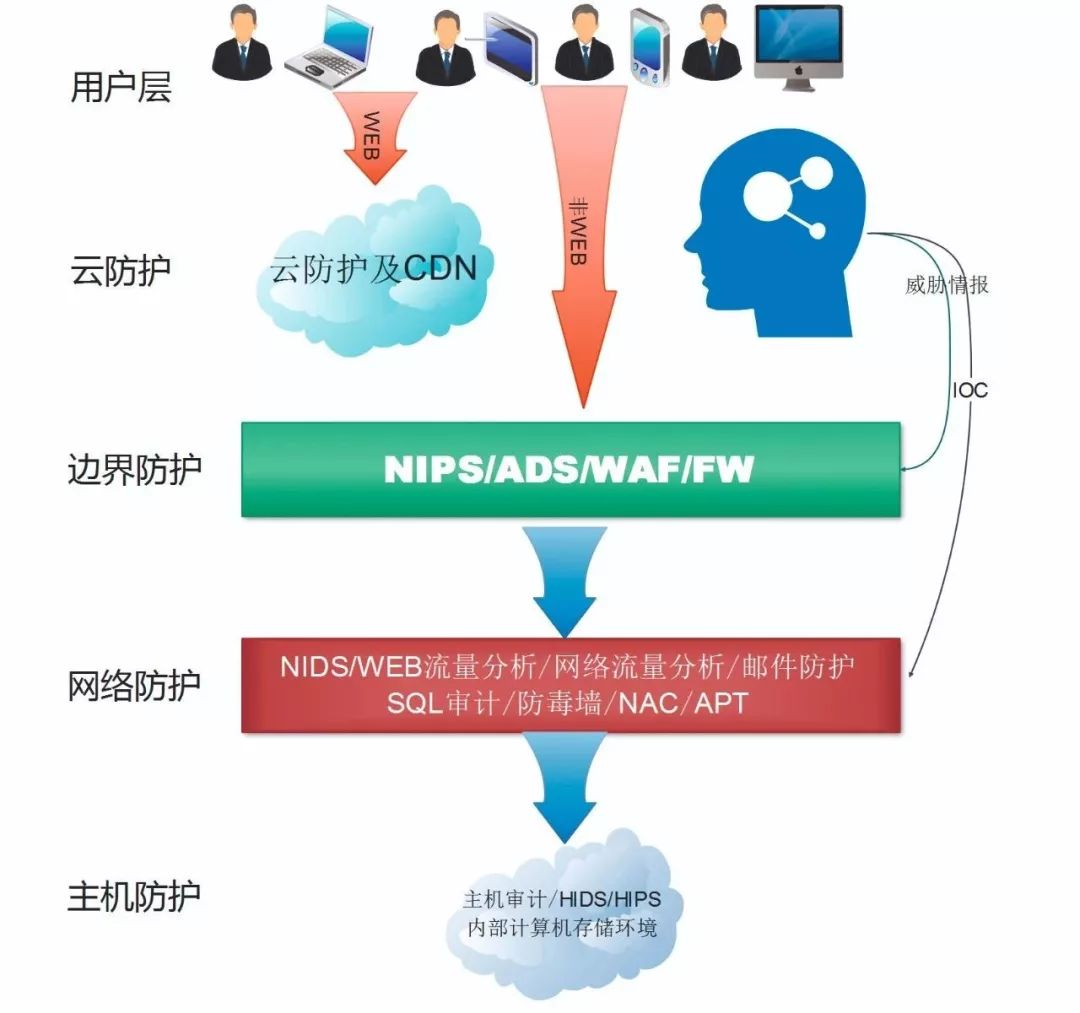 用户层
WEB
非WEB
云防护
云防护及CDN
威胁情报
IOC
边界防护
NIPS/ADS/WAF/FW
网络防护
NIDS/WEB流量分析/网络流量分析/邮件防护
SQL审计/防毒墙/NAC/APT
主机防护
主机审计/HIDS/HIPS
内部计算机存储环境